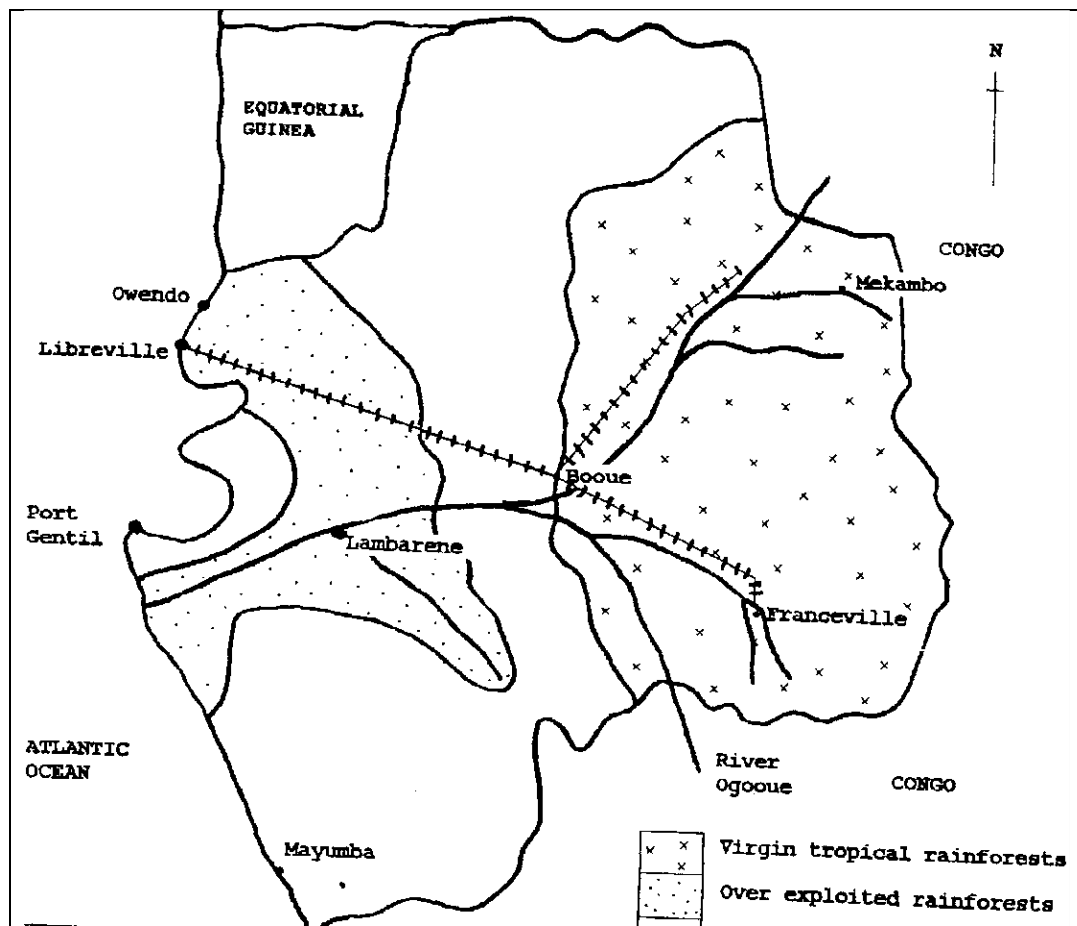 N
EQUATORIAL
GUINEA
CONGO
Mekambo
Owendo
Libreville
Booue
Port
Gentil
Lambarene
Franceville
ATLANTIC
OCEAN
River
Ogooue
CONGO
Mayumba
Virgin tropical rainforests
Over exploited rainforests